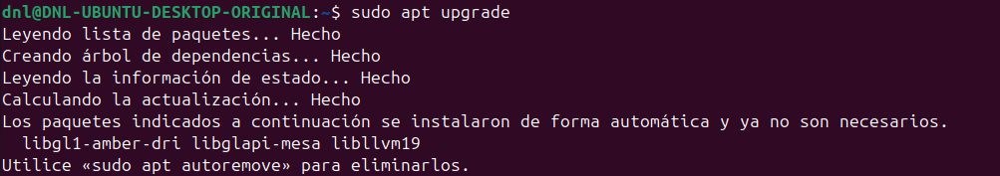 dnl@DNL-UBUNTU-DESKTOP-ORIGINAL:~$ sudo apt upgrade
Leyendo lista de paquetes... Hecho
Creando árbol de dependencias... Hecho
Leyendo la información de estado... Hecho
Calculando la actualización... Hecho
Los paquetes indicados a continuación se instalaron de forma automática y ya no son necesarios.
  libgl1-amber-dri libglapi-mesa libllvm19
Utilice «sudo apt autoremove» para eliminarlos.